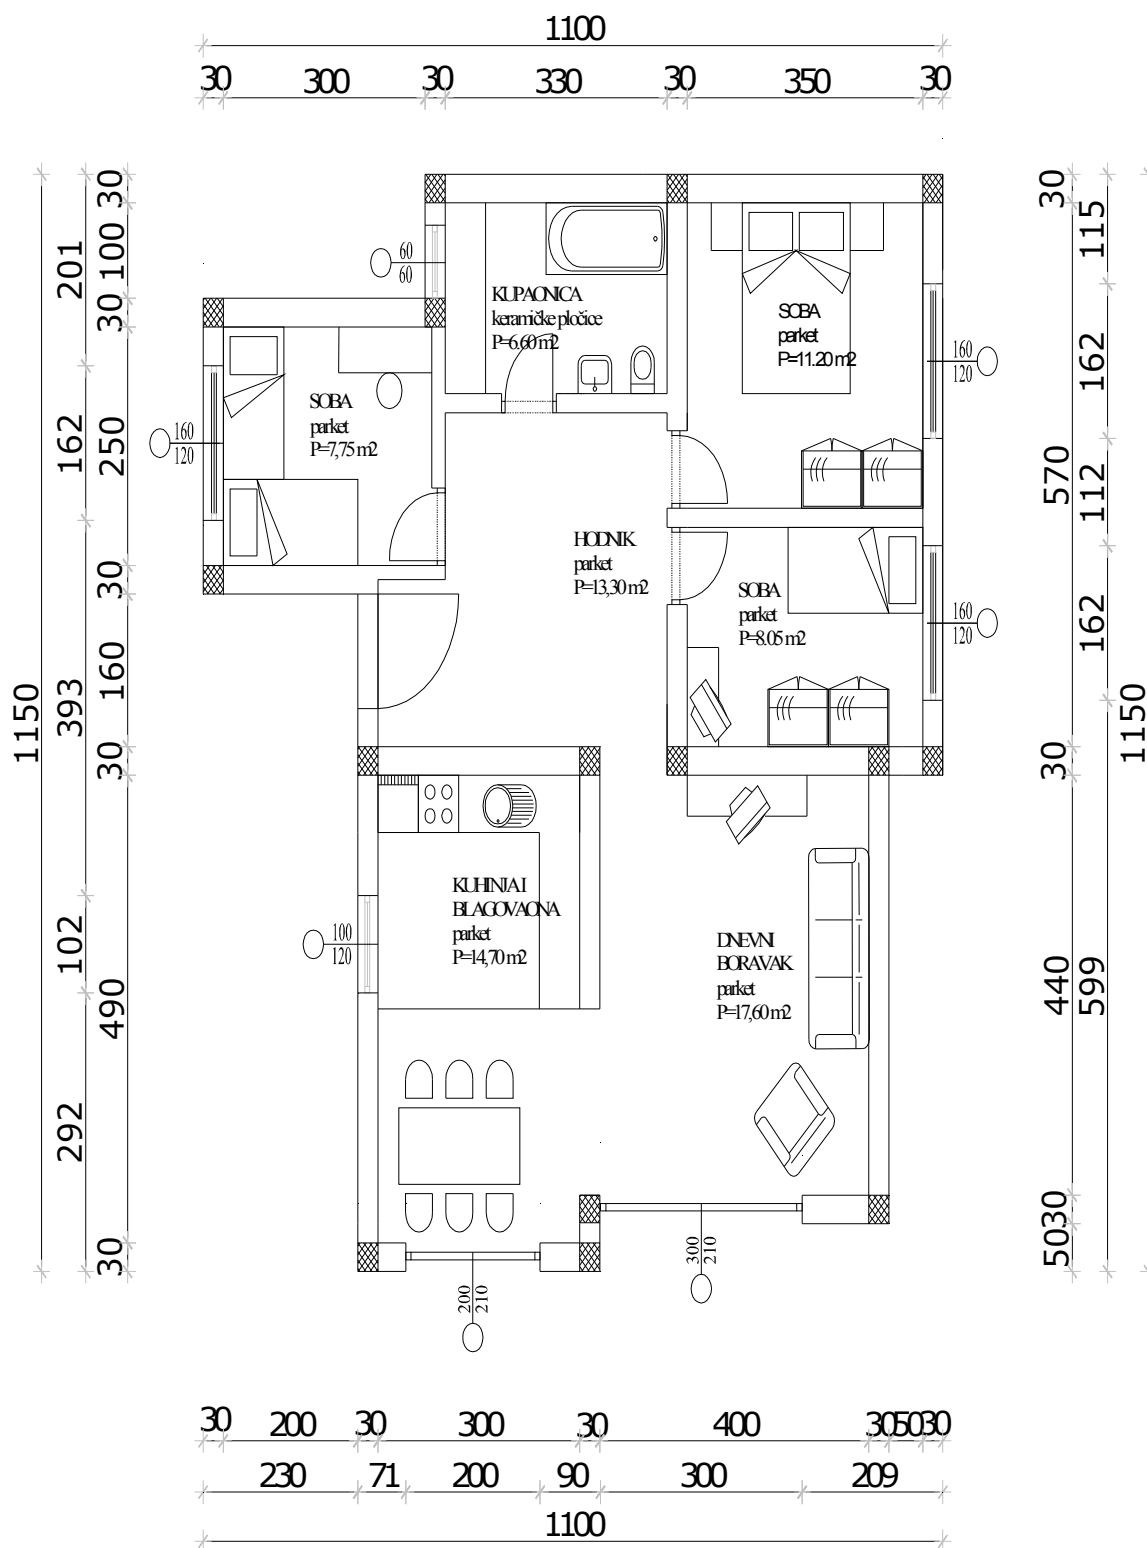 1100
30 300 30 330 30 350 30
60
60
KUPAONICA
keramičke pločice
P=6.60 m2
SOBA
parket
P=11.20 m2
160
120
SOBA
parket
P=7,75 m2
160
120
HODNIK
parket
P=13,30 m2
SOBA
parket
P=8.05 m2
160
120
KUHINJA I
BLAGOVAONA
parket
P=14,70 m2
100
120
DNEVNI
BORAVAK
parket
P=17,60 m2
300
210
200
210
1150
201
162
393
102
292
30
100
30
250
30
160
30
490
30
30
570
30
440
30
50
115
162
112
162
599
1150
30 200 30 300 30 400 30 50 30
230 71 200 90 300 209
1100